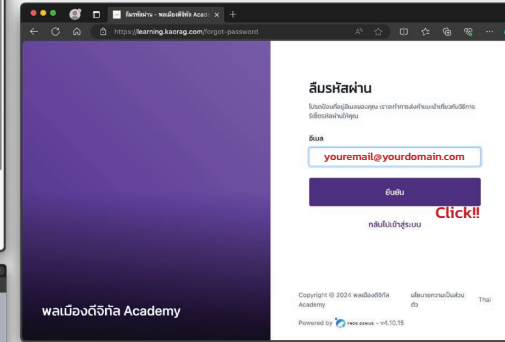 ลืมรหัสผ่าน - พลเมืองดีจิทัล Acade
https://learning.kaorag.com/forgot-password
ลืมรหัสผ่าน
โปรดป้อนที่อยู่อีเมลของคุณ เราจะทำการส่งคำแนะนำเกี่ยวกับวิธีการ
รีเซ็ตรหัสผ่านให้คุณ
อีเมล
youremail@yourdomain.com
ยืนยัน
Click!!
กลับไปเข้าสู่ระบบ
พลเมืองดีจิทัล Academy
Copyright © 2024 พลเมืองดีจิทัล Academy
นโยบายความเป็นส่วนตัว
Thai
Powered by FROG GENIUS - v4.10.15